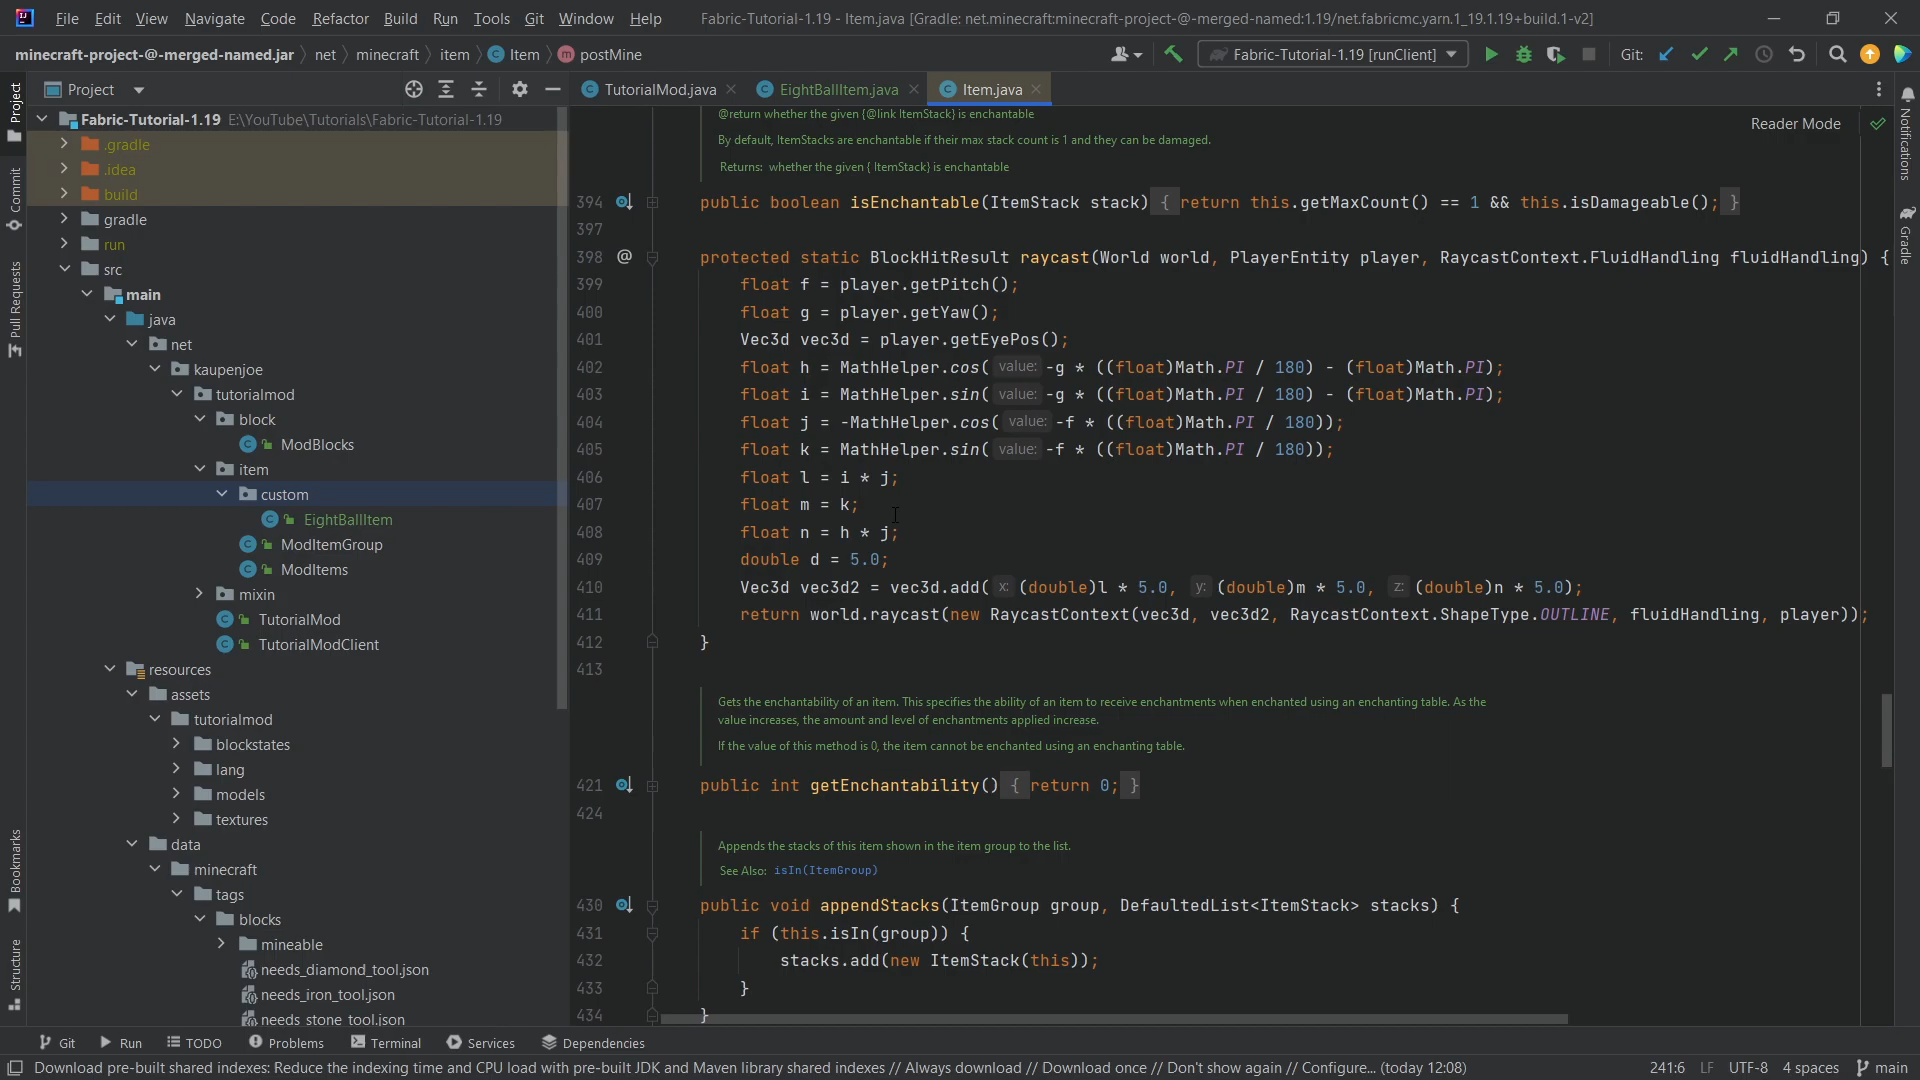 File Edit View Navigate Code Refactor Build Run Tools Git Window Help Fabric-Tutorial-1.19 - Item.java [Gradle: net.minecraft:minecraft-project-@-merged-named:1.19/net.fabricmc.yarn.1_19.1.19+build.1-v2]
minecraft-project-@-merged-named.jar net minecraft item Item postMine Fabric-Tutorial-1.19 [runClient] Git:
Project TutorialMod.java EightBallItem.java Item.java
Project
Commit
Pull Requests
Bookmarks
Structure
Notifications
Gradle
Reader Mode
Fabric-Tutorial-1.19 E:\YouTube\Tutorials\Fabric-Tutorial-1.19
.gradle
.idea
build
gradle
run
src
main
java
net
kaupenjoe
tutorialmod
block
ModBlocks
item
custom
EightBallItem
ModItemGroup
ModItems
mixin
TutorialMod
TutorialModClient
resources
assets
tutorialmod
blockstates
lang
models
textures
data
minecraft
tags
blocks
mineable
needs_diamond_tool.json
needs_iron_tool.json
needs_stone_tool.json
@return whether the given {@link ItemStack} is enchantable
By default, ItemStacks are enchantable if their max stack count is 1 and they can be damaged.
Returns: whether the given { ItemStack} is enchantable
394 public boolean isEnchantable(ItemStack stack) { return this.getMaxCount() == 1 && this.isDamageable(); }
397
398 @ protected static BlockHitResult raycast(World world, PlayerEntity player, RaycastContext.FluidHandling fluidHandling) {
399 float f = player.getPitch();
400 float g = player.getYaw();
401 Vec3d vec3d = player.getEyePos();
402 float h = MathHelper.cos( value: -g * ((float)Math.PI / 180) - (float)Math.PI);
403 float i = MathHelper.sin( value: -g * ((float)Math.PI / 180) - (float)Math.PI);
404 float j = -MathHelper.cos( value: -f * ((float)Math.PI / 180));
405 float k = MathHelper.sin( value: -f * ((float)Math.PI / 180));
406 float l = i * j;
407 float m = k;
408 float n = h * j;
409 double d = 5.0;
410 Vec3d vec3d2 = vec3d.add( x: (double)l * 5.0, y: (double)m * 5.0, z: (double)n * 5.0);
411 return world.raycast(new RaycastContext(vec3d, vec3d2, RaycastContext.ShapeType.OUTLINE, fluidHandling, player));
412 }
413
Gets the enchantability of an item. This specifies the ability of an item to receive enchantments when enchanted using an enchanting table. As the
value increases, the amount and level of enchantments applied increase.
If the value of this method is 0, the item cannot be enchanted using an enchanting table.
421 public int getEnchantability() { return 0; }
424
Appends the stacks of this item shown in the item group to the list.
See Also: isIn(ItemGroup)
430 public void appendStacks(ItemGroup group, DefaultedList<ItemStack> stacks) {
431 if (this.isIn(group)) {
432 stacks.add(new ItemStack(this));
433 }
434 }
Git Run TODO Problems Terminal Services Dependencies
Download pre-built shared indexes: Reduce the indexing time and CPU load with pre-built JDK and Maven library shared indexes // Always download // Download once // Don't show again // Configure... (today 12:08) 241:6 LF UTF-8 4 spaces main